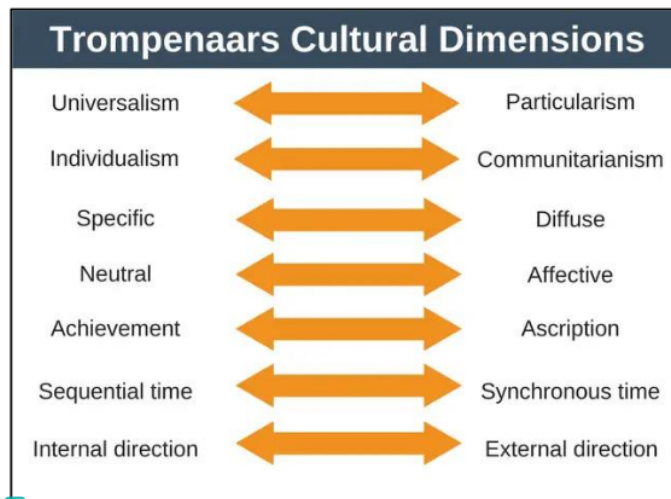 Trompenaars Cultural Dimensions
Universalism Particularism
Individualism Communitarianism
Specific Diffuse
Neutral Affective
Achievement Ascription
Sequential time Synchronous time
Internal direction External direction